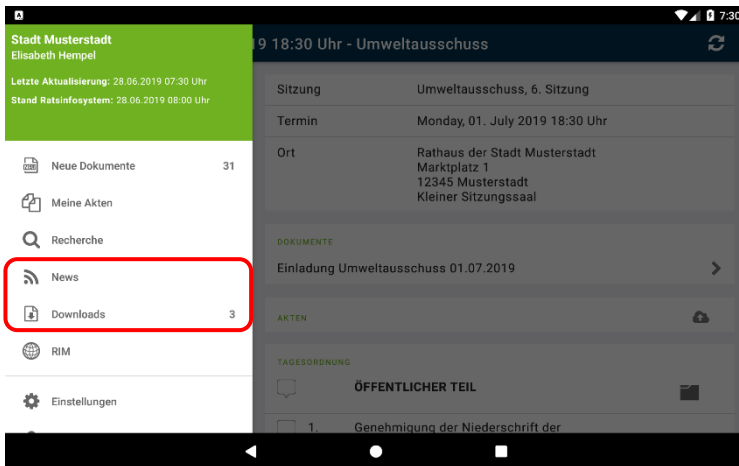 7:30
Stadt Musterstadt
Elisabeth Hempel
Letzte Aktualisierung: 28.06.2019 07:30 Uhr
Stand Ratsinfosystem: 28.06.2019 08:00 Uhr
Neue Dokumente 31
Meine Akten
Recherche
News
Downloads 3
RIM
Einstellungen
19 18:30 Uhr - Umweltausschuss
Sitzung Umweltausschuss, 6. Sitzung
Termin Monday, 01. July 2019 18:30 Uhr
Ort Rathaus der Stadt Musterstadt
Marktplatz 1
12345 Musterstadt
Kleiner Sitzungssaal
DOKUMENTE
Einladung Umweltausschuss 01.07.2019
AKTEN
TAGESORDNUNG
ÖFFENTLICHER TEIL
1. Genehmigung der Niederschrift der